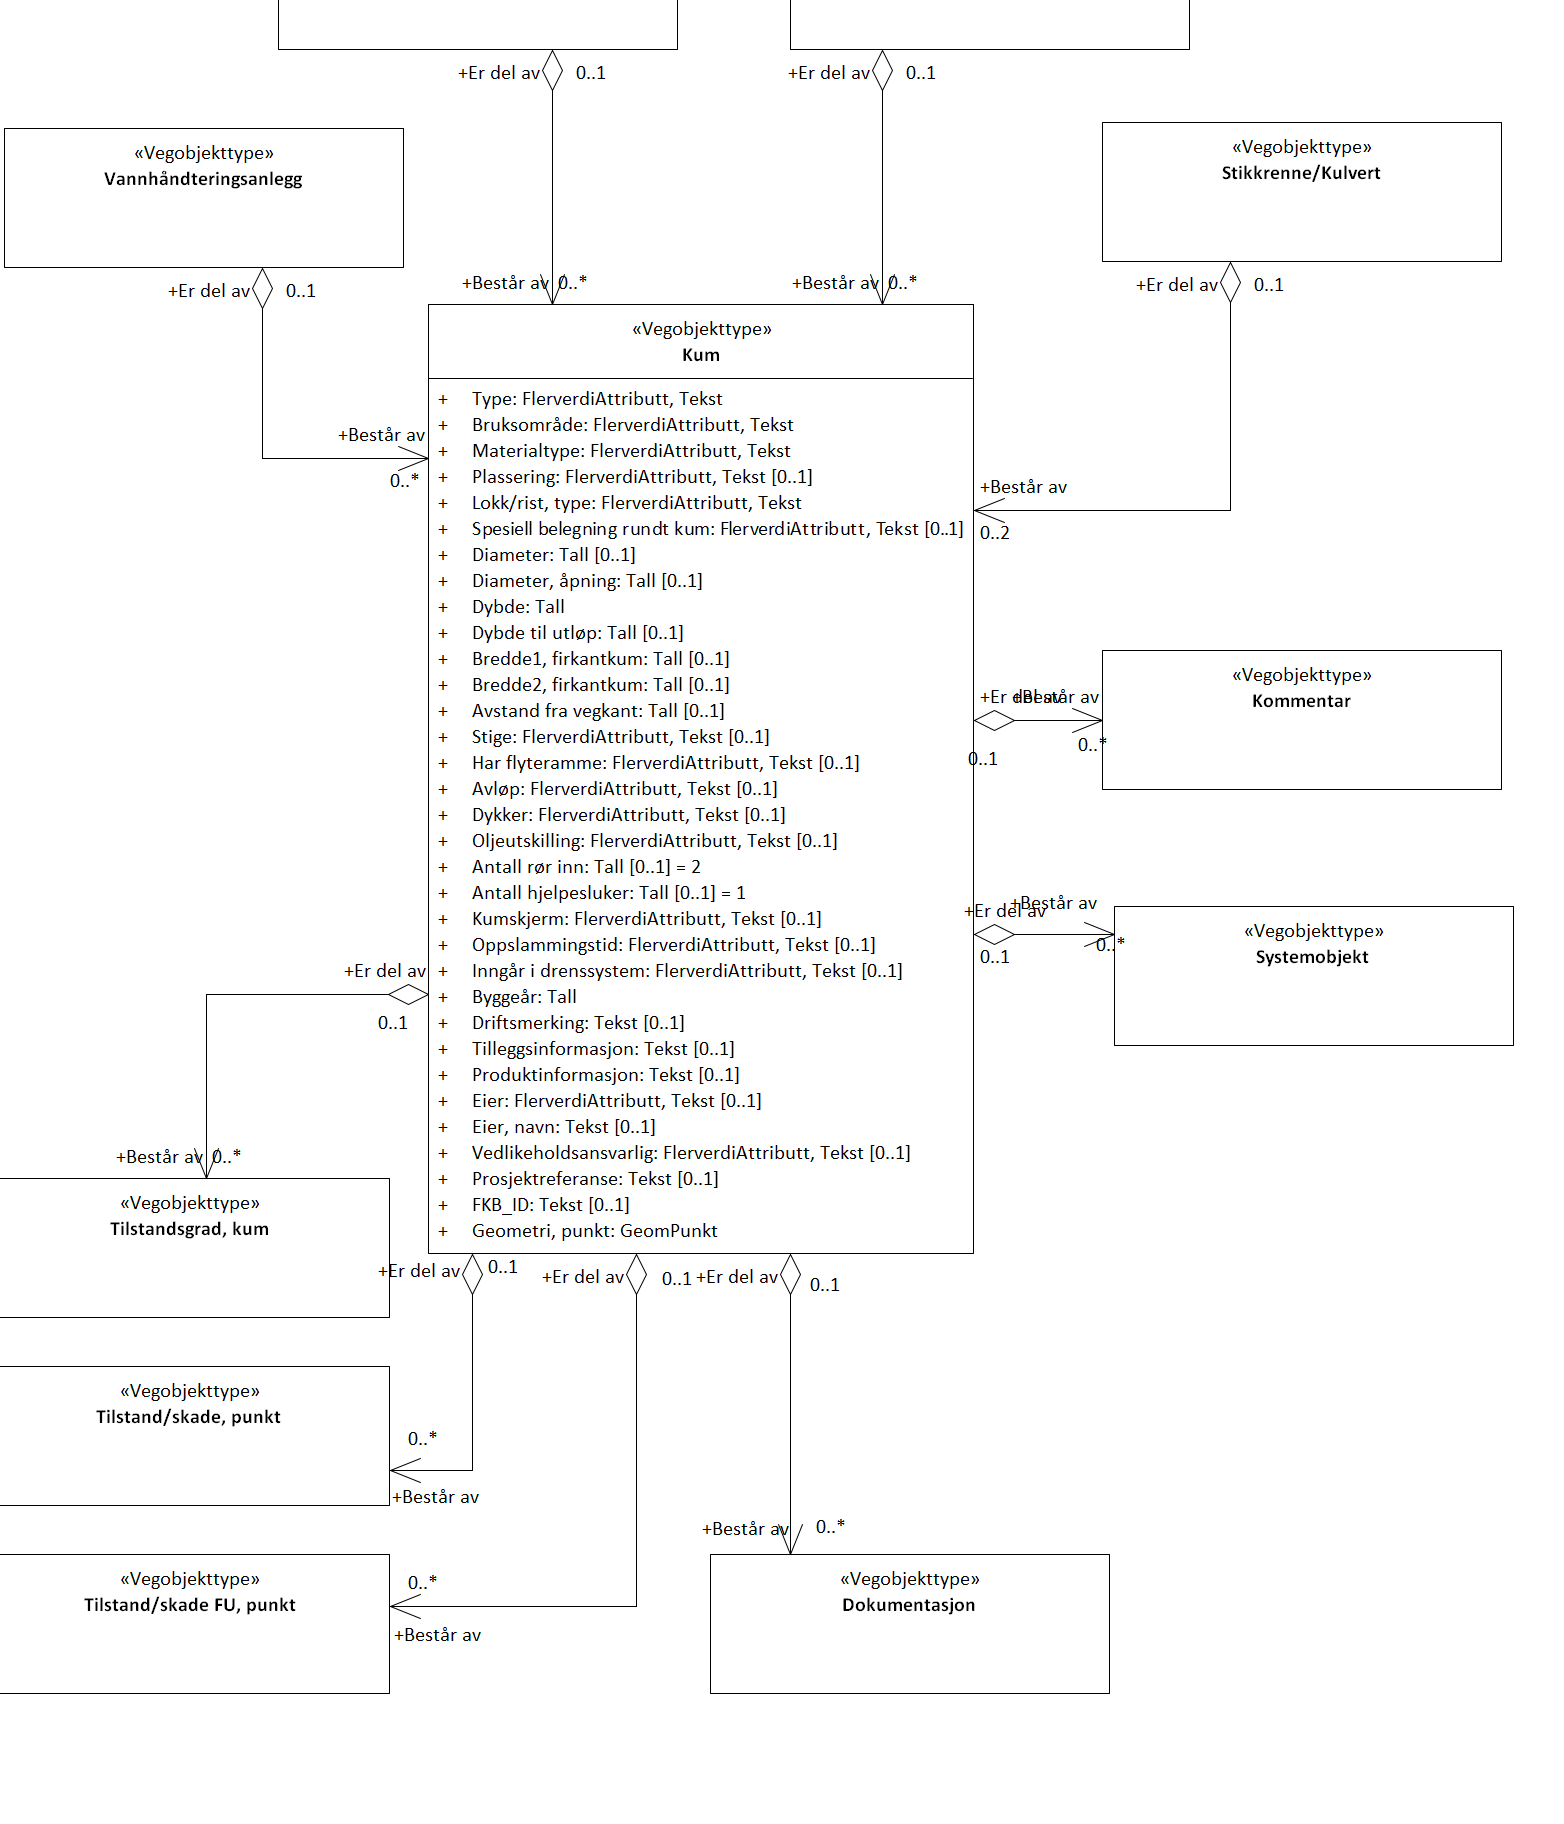 +Er del av 0..1
+Er del av 0..1
«Vegobjekttype»
Vannhåndteringsanlegg
«Vegobjekttype»
Stikkrenne/Kulvert
+Er del av 0..1
+Er del av 0..1
+Består av 0..*
+Består av 0..*
«Vegobjekttype»
Kum
+ Type: FlerverdiAttributt, Tekst
+ Bruksområde: FlerverdiAttributt, Tekst
+ Materialtype: FlerverdiAttributt, Tekst
+ Plassering: FlerverdiAttributt, Tekst [0..1]
+ Lokk/rist, type: FlerverdiAttributt, Tekst
+ Spesiell belegning rundt kum: FlerverdiAttributt, Tekst [0..1]
+ Diameter: Tall [0..1]
+ Diameter, åpning: Tall [0..1]
+ Dybde: Tall
+ Dybde til utløp: Tall [0..1]
+ Bredde1, firkantkum: Tall [0..1]
+ Bredde2, firkantkum: Tall [0..1]
+ Avstand fra vegkant: Tall [0..1]
+ Stige: FlerverdiAttributt, Tekst [0..1]
+ Har flyteramme: FlerverdiAttributt, Tekst [0..1]
+ Avløp: FlerverdiAttributt, Tekst [0..1]
+ Dykker: FlerverdiAttributt, Tekst [0..1]
+ Oljeutskilling: FlerverdiAttributt, Tekst [0..1]
+ Antall rør inn: Tall [0..1] = 2
+ Antall hjelpesluker: Tall [0..1] = 1
+ Kumskjerm: FlerverdiAttributt, Tekst [0..1]
+ Oppslammingstid: FlerverdiAttributt, Tekst [0..1]
+ Inngår i drenssystem: FlerverdiAttributt, Tekst [0..1]
+ Byggeår: Tall
+ Driftsmerking: Tekst [0..1]
+ Tilleggsinformasjon: Tekst [0..1]
+ Produktinformasjon: Tekst [0..1]
+ Eier: FlerverdiAttributt, Tekst [0..1]
+ Eier, navn: Tekst [0..1]
+ Vedlikeholdsansvarlig: FlerverdiAttributt, Tekst [0..1]
+ Prosjektreferanse: Tekst [0..1]
+ FKB_ID: Tekst [0..1]
+ Geometri, punkt: GeomPunkt
+Består av
0..*
+Består av
0..2
+Er del av
+Består av
0..1
0..*
«Vegobjekttype»
Kommentar
+Er del av
+Består av
0..1
0..*
«Vegobjekttype»
Systemobjekt
+Er del av
0..1
+Består av 0..*
«Vegobjekttype»
Tilstandsgrad, kum
+Er del av 0..1
+Er del av 0..1
+Er del av 0..1
«Vegobjekttype»
Tilstand/skade, punkt
0..*
+Består av
+Består av 0..*
«Vegobjekttype»
Tilstand/skade FU, punkt
0..*
+Består av
«Vegobjekttype»
Dokumentasjon